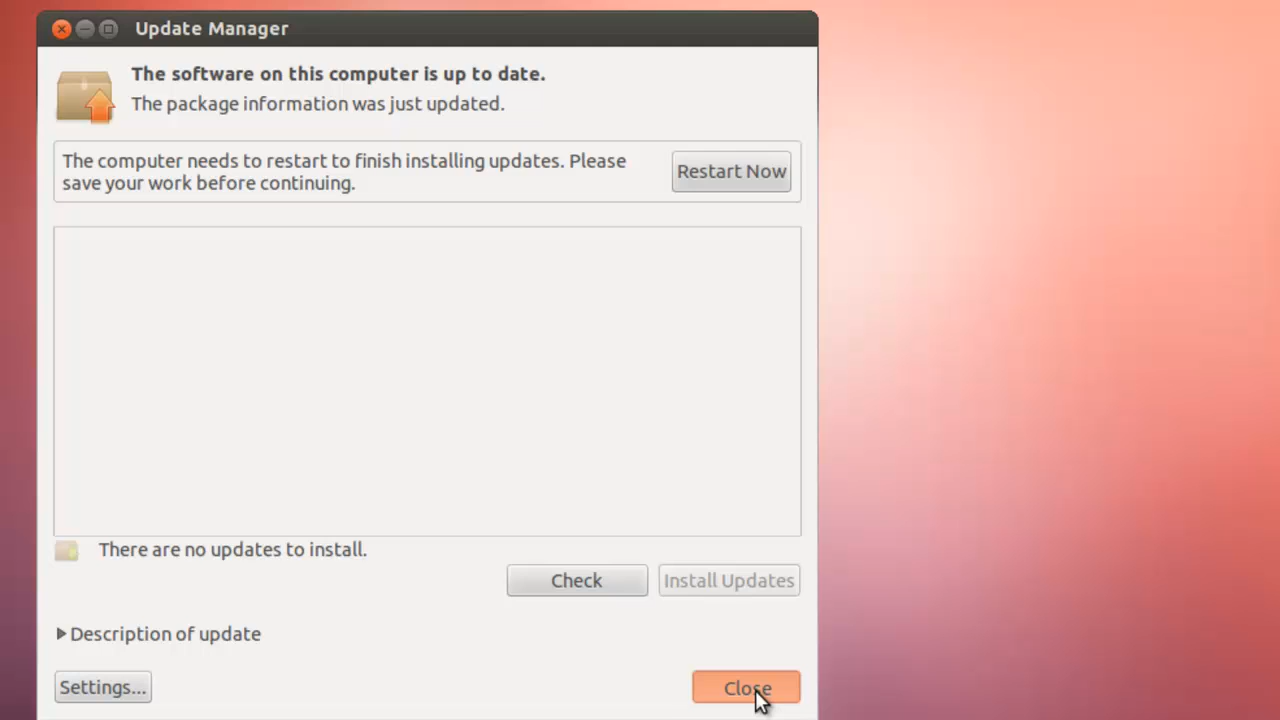 Update Manager
The software on this computer is up to date.
The package information was just updated.
The computer needs to restart to finish installing updates. Please
save your work before continuing.
Restart Now
There are no updates to install.
Check
Install Updates
Description of update
Settings...
Close